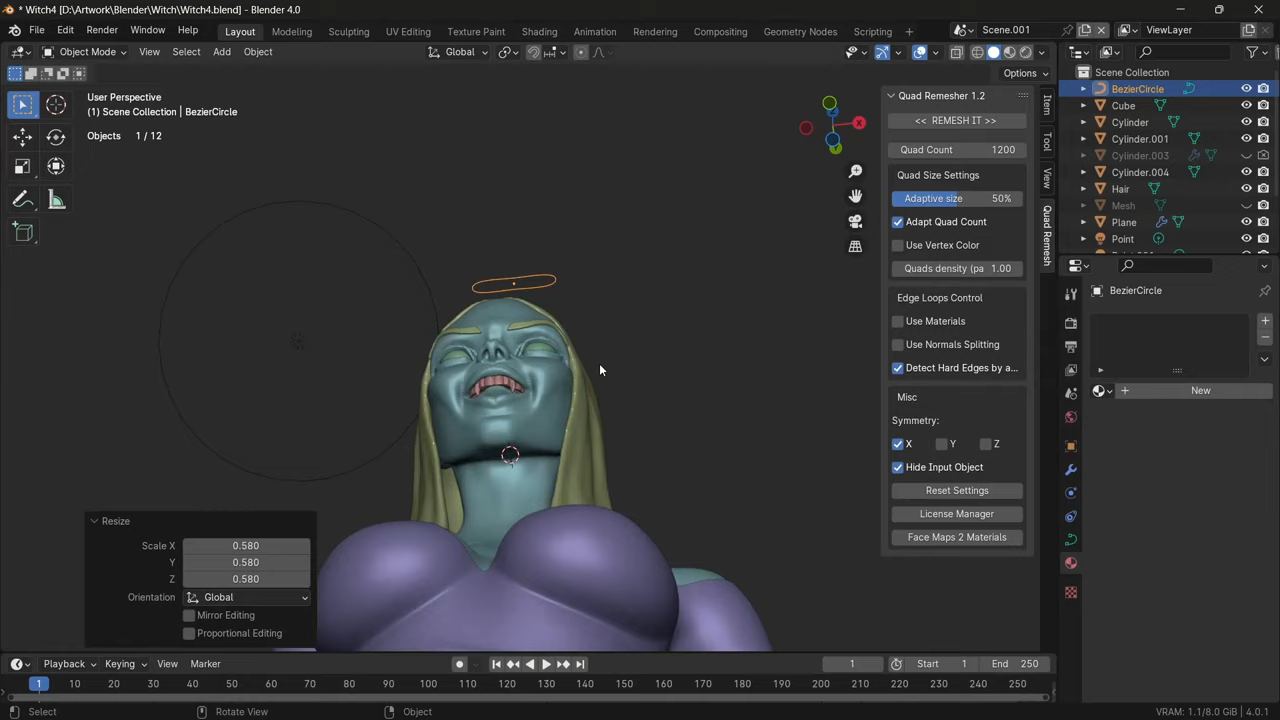 * Witch4 [D:\Artwork\Blender\Witch\Witch4.blend] - Blender 4.0
File Edit Render Window Help
Layout Modeling Sculpting UV Editing Texture Paint Shading Animation Rendering Compositing Geometry Nodes Scripting
Scene.001 ViewLayer
Object Mode View Select Add Object Global
Options
User Perspective
(1) Scene Collection | BezierCircle
Objects 1 / 12
Quad Remesher 1.2
<< REMESH IT >>
Quad Count 1200
Quad Size Settings
Adaptive size 50%
Adapt Quad Count
Use Vertex Color
Quads density (pa 1.00
Edge Loops Control
Use Materials
Use Normals Splitting
Detect Hard Edges by a...
Misc
Symmetry:
X Y Z
Hide Input Object
Reset Settings
License Manager
Face Maps 2 Materials
Item
Tool
View
Quad Remesh
Scene Collection
BezierCircle
Cube
Cylinder
Cylinder.001
Cylinder.003
Cylinder.004
Hair
Mesh
Plane
Point
BezierCircle
New
Resize
Scale X 0.580
Y 0.580
Z 0.580
Orientation Global
Mirror Editing
Proportional Editing
Playback Keying View Marker
1 Start 1 End 250
1 10 20 30 40 50 60 70 80 90 100 110 120 130 140 150 160 170 180 190 200 210 220 230 240 250
Select Rotate View Object VRAM: 1.1/8.0 GiB | 4.0.1